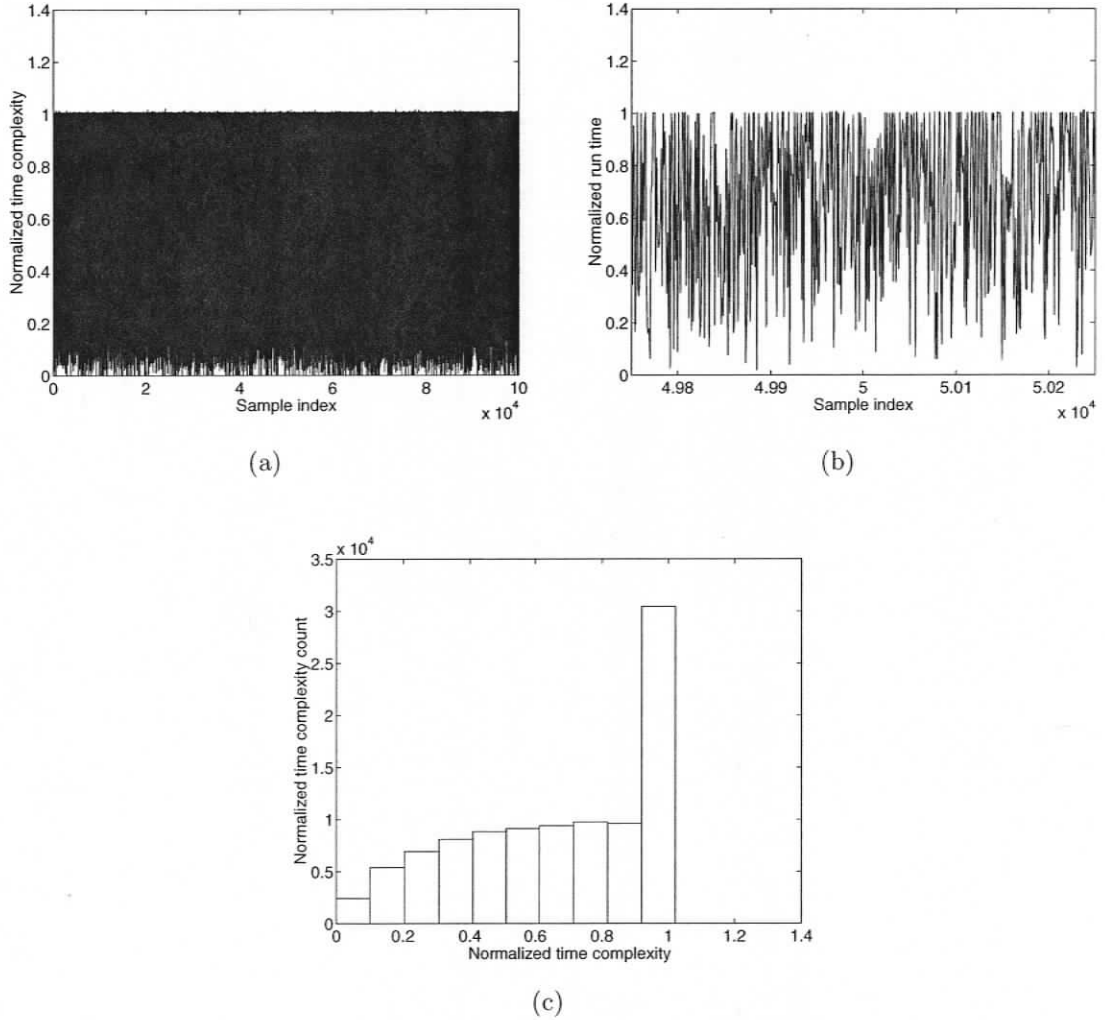 1.4
1.2
1
0.8
0.6
0.4
0.2
0
Normalized time complexity
0 2 4 6 8 10
Sample index
x 10^4
(a)
1.4
1.2
1
0.8
0.6
0.4
0.2
0
Normalized run time
4.98 4.99 5 5.01 5.02
Sample index
x 10^4
(b)
x 10^4
3.5
3
2.5
2
1.5
1
0.5
0
Normalized time complexity count
0 0.2 0.4 0.6 0.8 1 1.2 1.4
Normalized time complexity
(c)